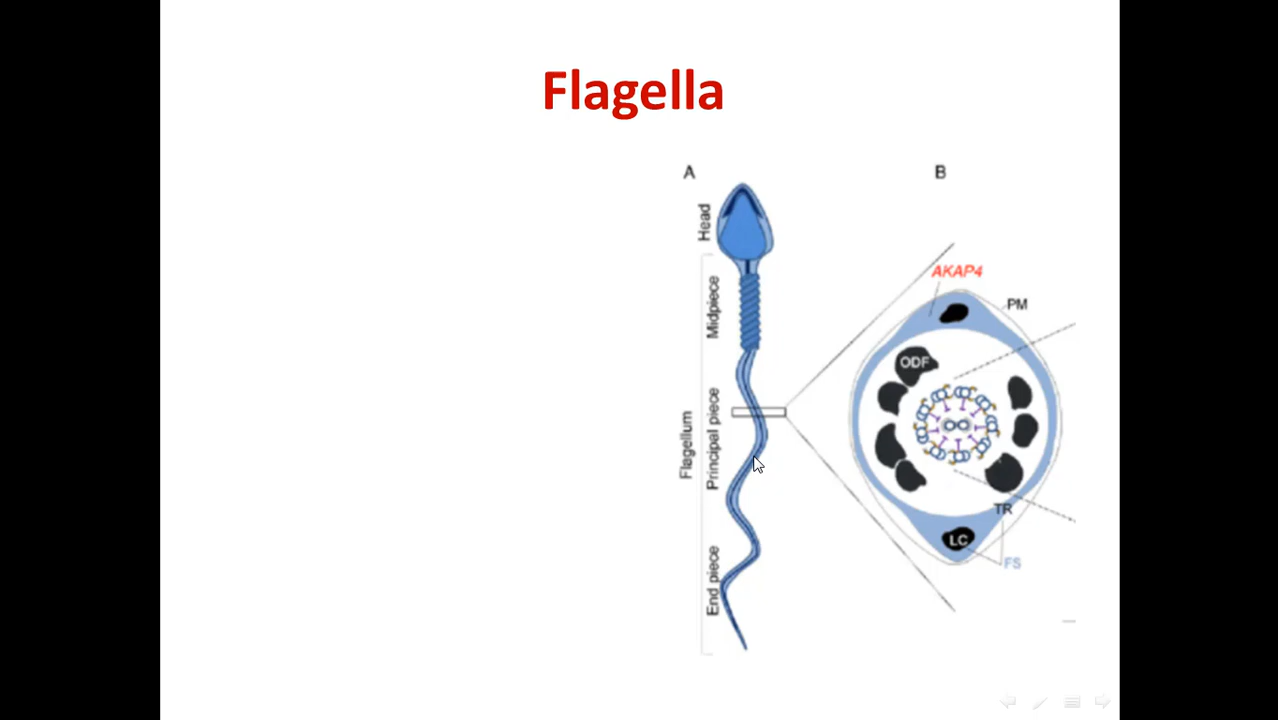 Flagella
A
B
Head
Midpiece
Principal piece
Flagellum
End piece
AKAP4
PM
ODF
TR
LC
FS